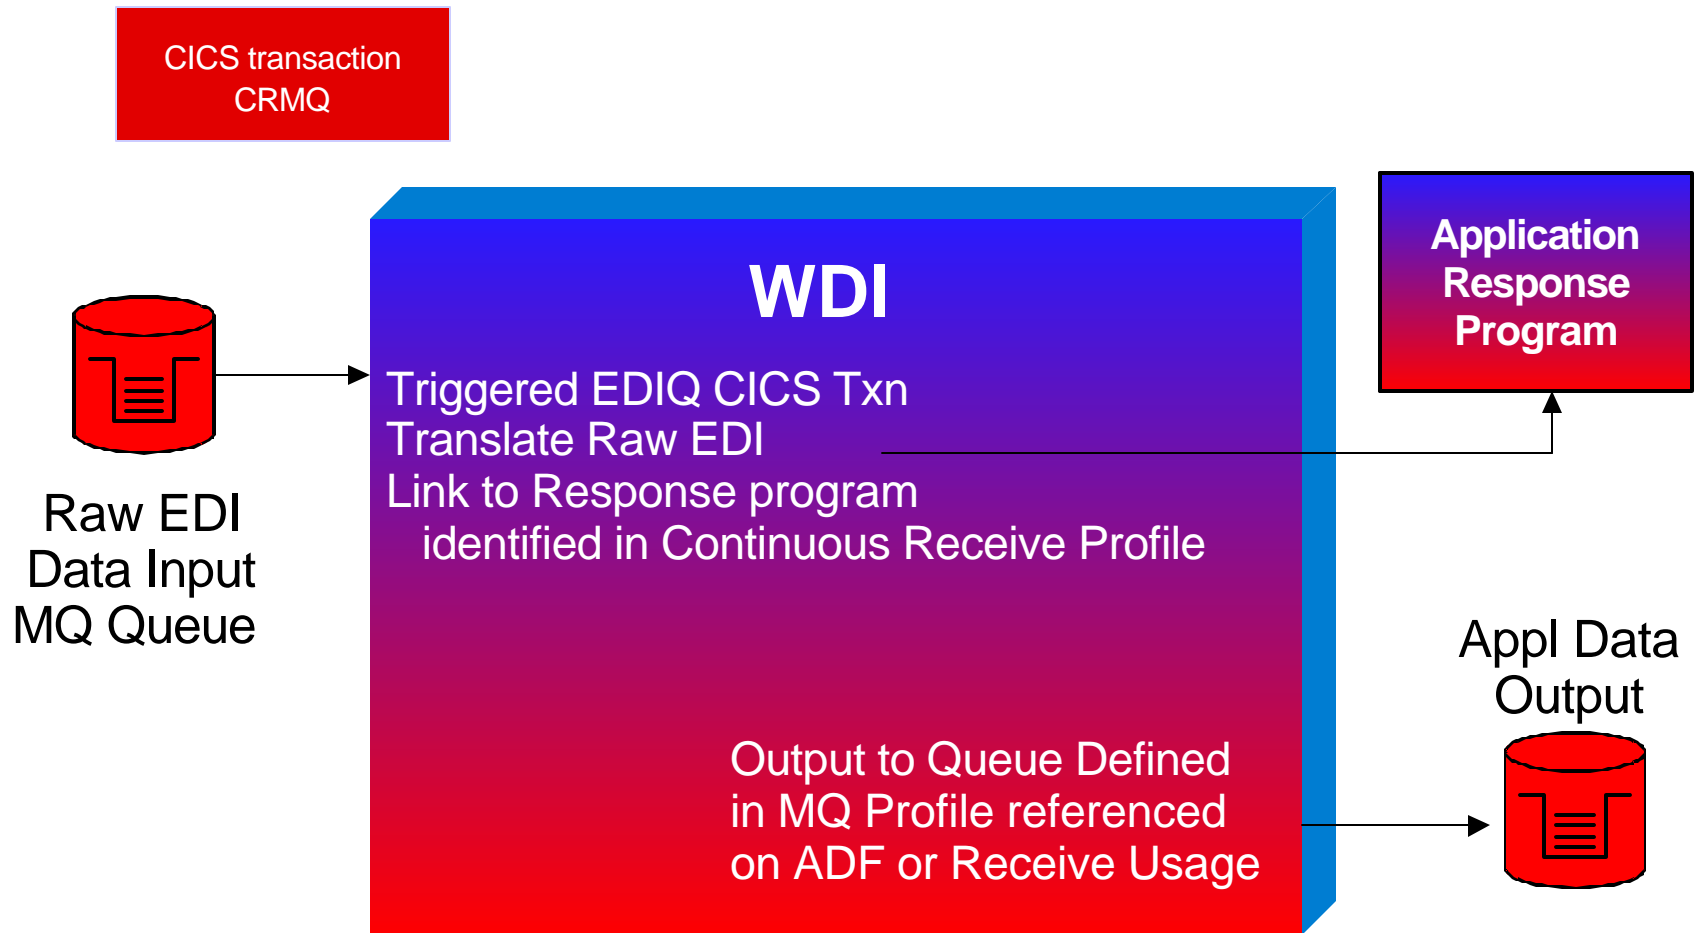 CICS transaction
CRMQ
WDI
Triggered EDIQ CICS Txn
Translate Raw EDI
Link to Response program
identified in Continuous Receive Profile
Output to Queue Defined
in MQ Profile referenced
on ADF or Receive Usage
Raw EDI
Data Input
MQ Queue
Application
Response
Program
Appl Data
Output